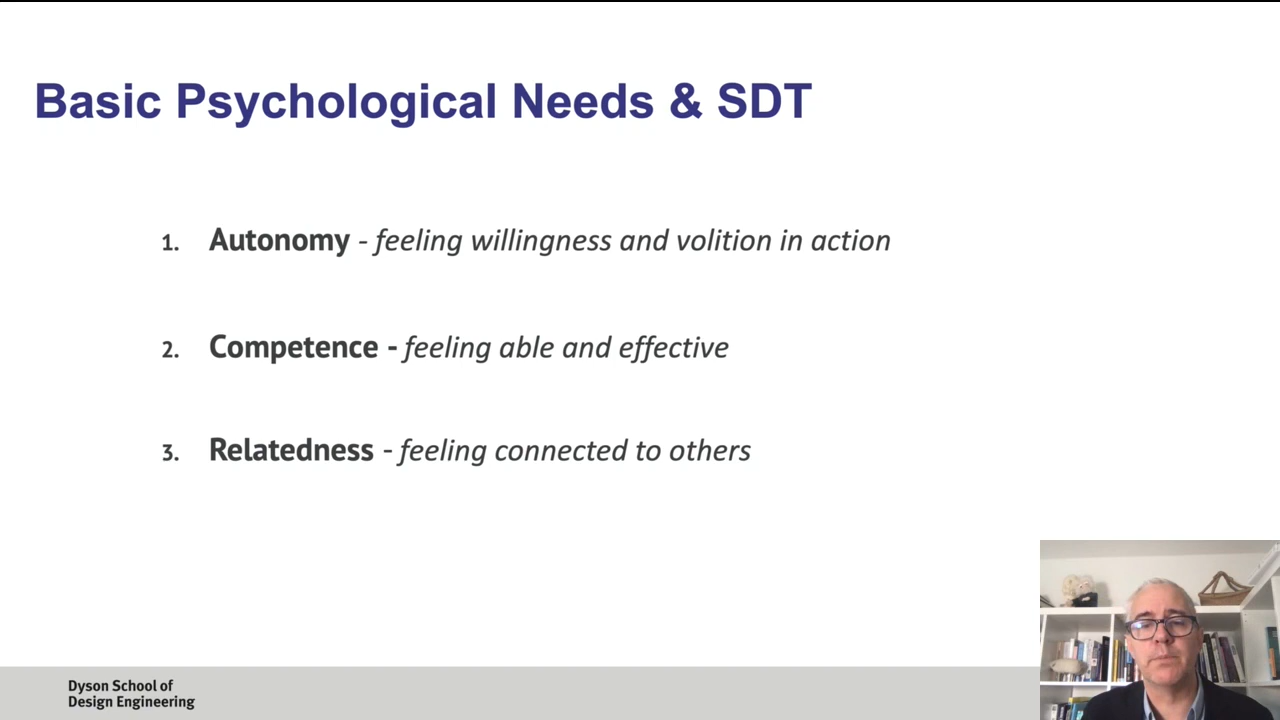 Basic Psychological Needs & SDT
1. Autonomy - feeling willingness and volition in action
2. Competence - feeling able and effective
3. Relatedness - feeling connected to others
Dyson School of
Design Engineering